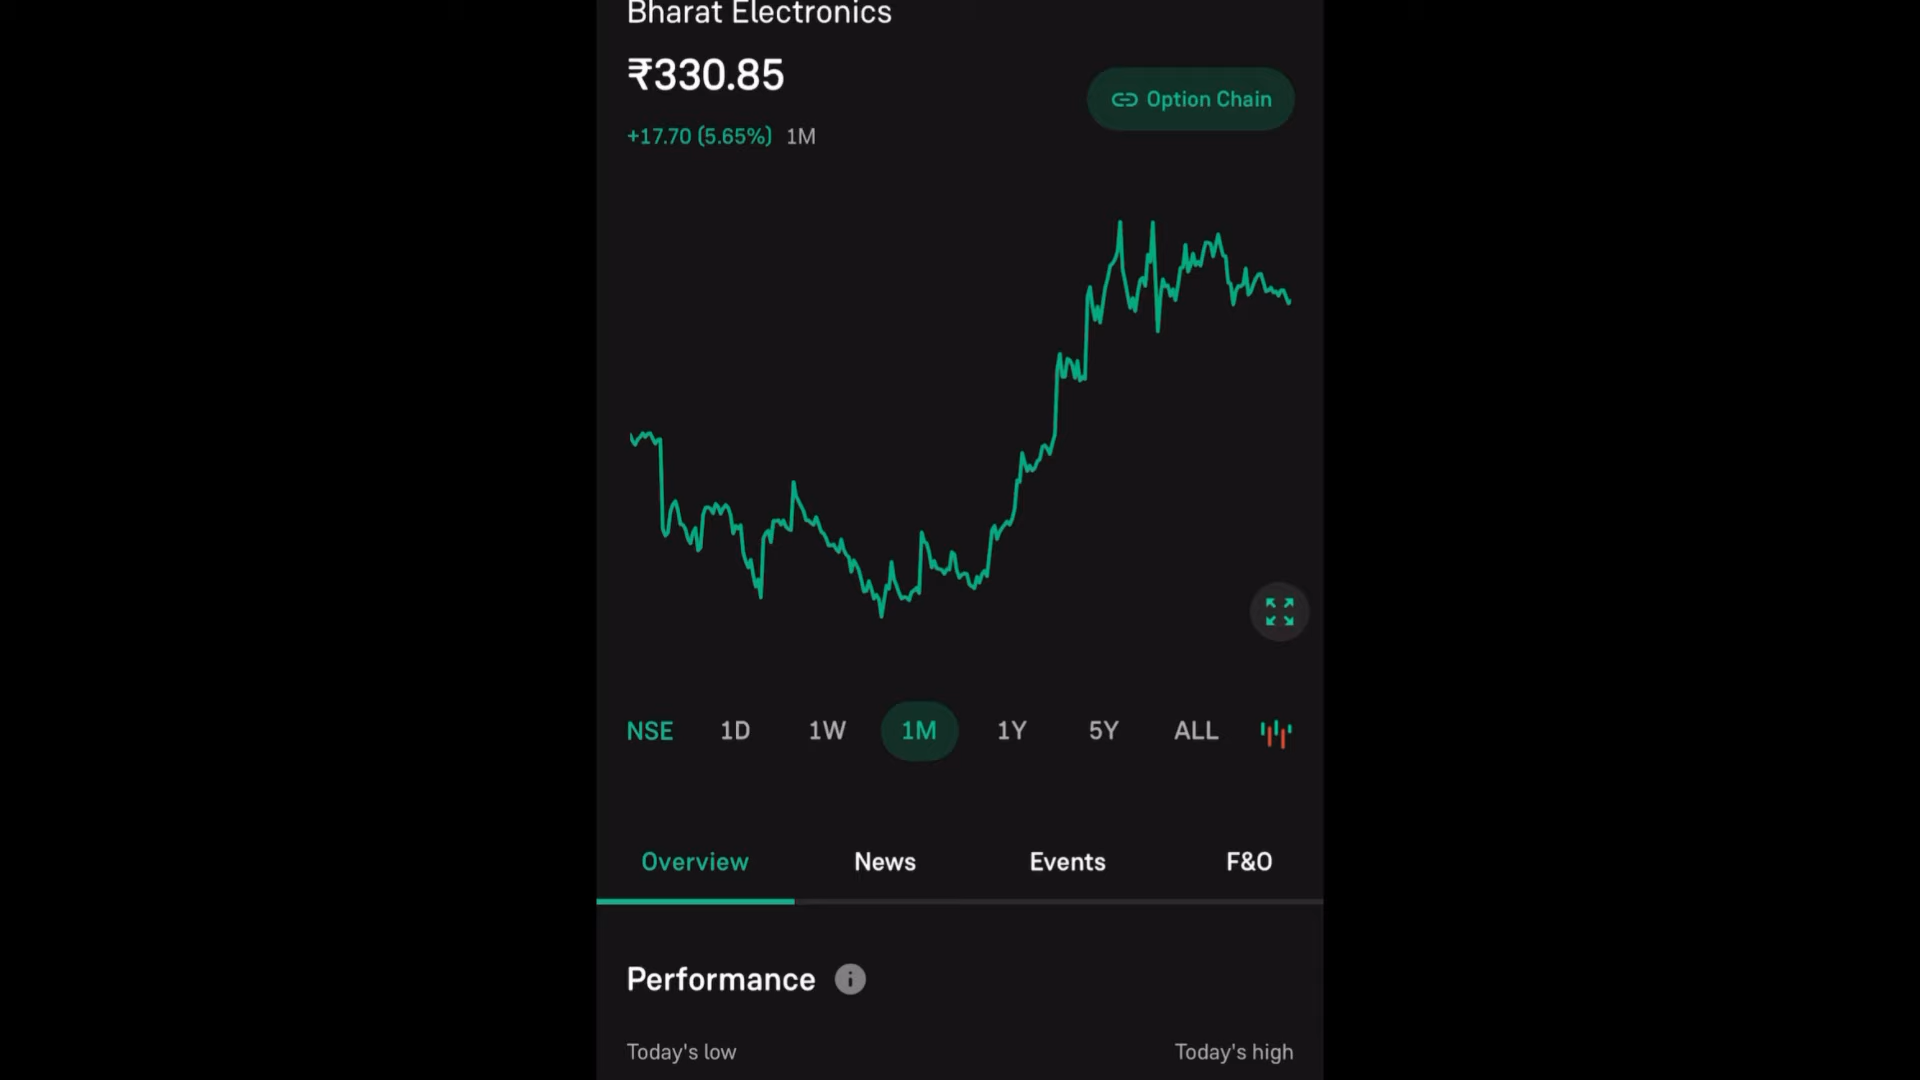 Bharat Electronics
₹330.85
Option Chain
+17.70 (5.65%) 1M
NSE 1D 1W 1M 1Y 5Y ALL
Overview News Events F&O
Performance
Today's low Today's high